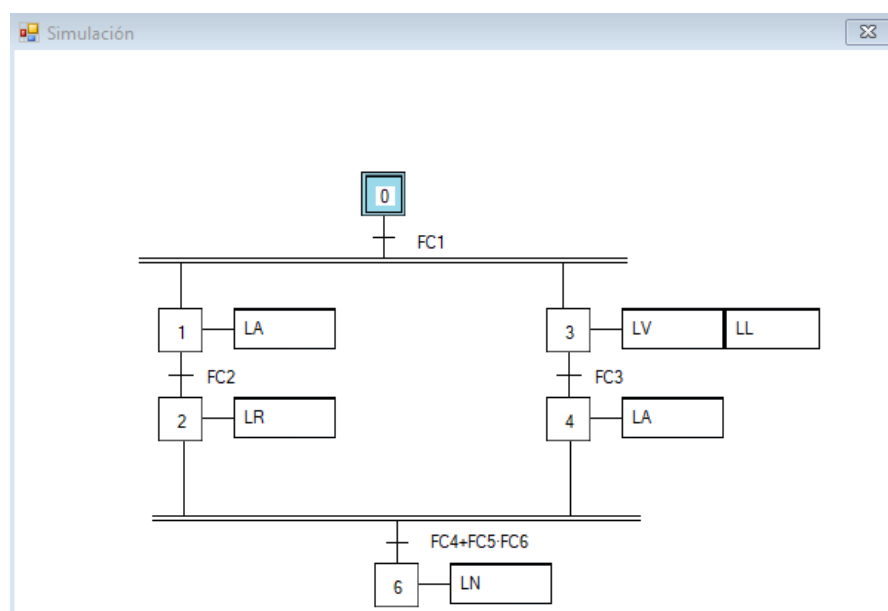 Simulación
0
FC1
1 LA
3 LV LL
FC2
FC3
2 LR
4 LA
FC4+FC5·FC6
6 LN